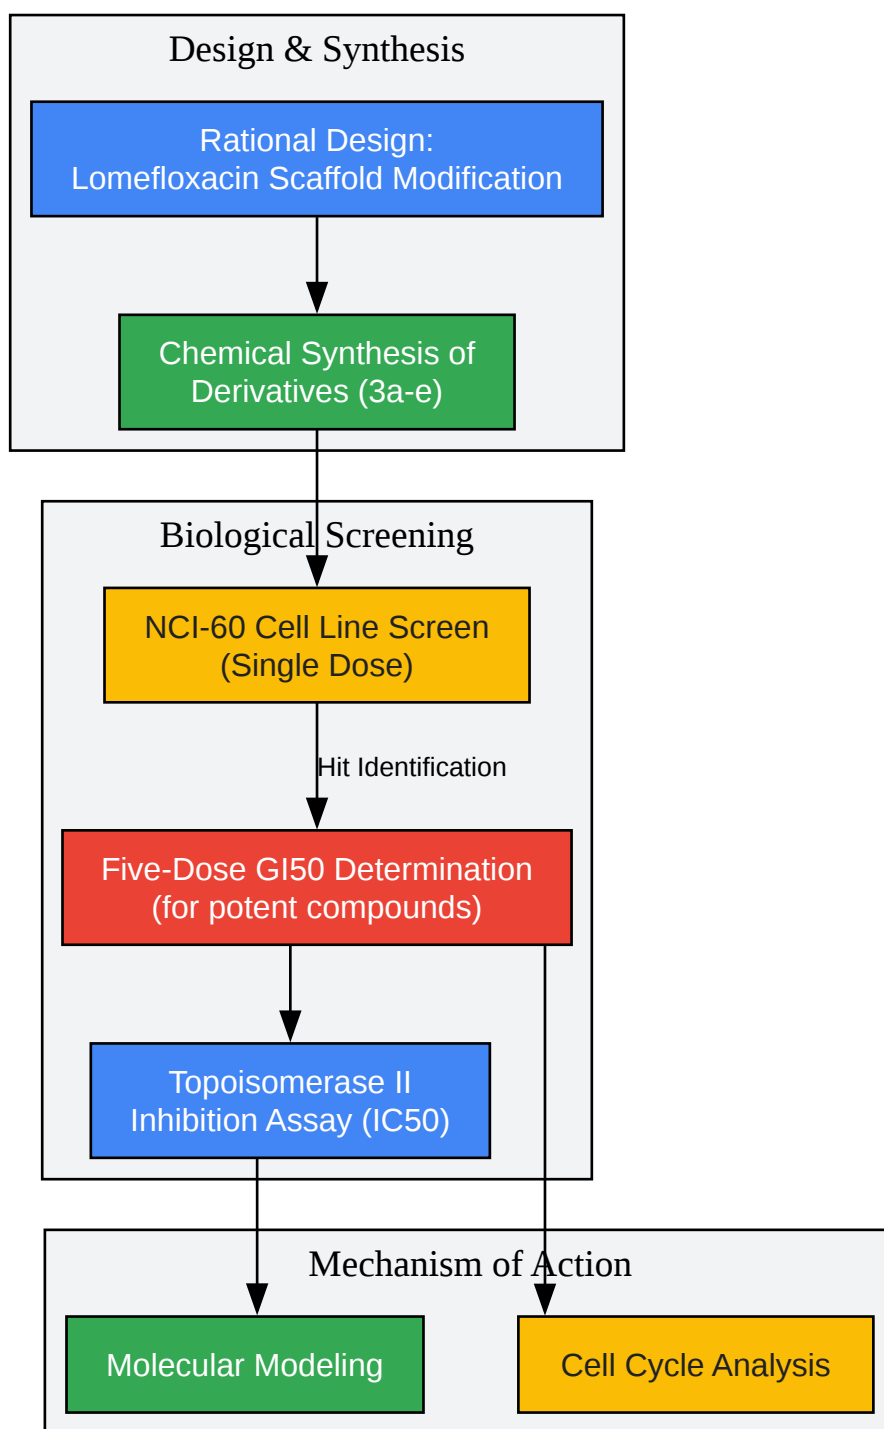 Design & Synthesis
Rational Design:
Lomefloxacin Scaffold Modification
Chemical Synthesis of
Derivatives (3a-e)
Biological Screening
NCI-60 Cell Line Screen
(Single Dose)
Hit Identification
Five-Dose GI50 Determination
(for potent compounds)
Topoisomerase II
Inhibition Assay (IC50)
Mechanism of Action
Molecular Modeling
Cell Cycle Analysis